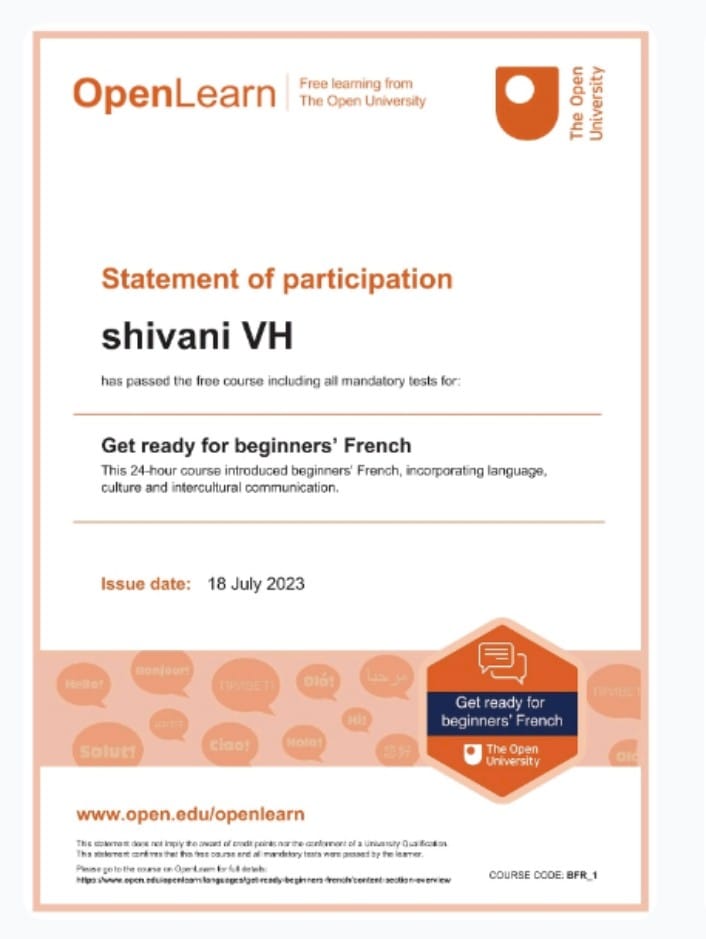 OpenLearn
Free learning from
The Open University
The Open
University
Statement of participation
shivani VH
has passed the free course including all mandatory tests for:
Get ready for beginners' French
This 24-hour course introduced beginners' French, incorporating language,
culture and intercultural communication.
Issue date: 18 July 2023
Hello!
Bonjour!
ПРИВЕТ!
Olá!
مرحبا
Hi!
Salut!
Ciao!
Hola!
您好
ПРИВЕТ!
Get ready for
beginners' French
The Open
University
www.open.edu/openlearn
This statement does not imply the award of credit points nor the conferment of a University Qualification.
This statement confirms that this free course and all mandatory tests were passed by the learner.
Please go to the course on OpenLearn for full details:
https://www.open.edu/openlearn/languages/get-ready-beginners-french/content-section-overview
COURSE CODE: BFR_1